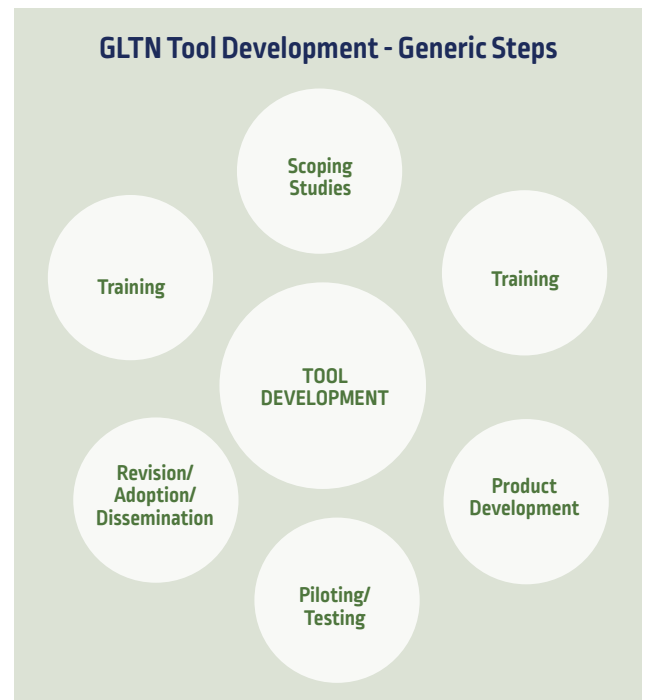 GLTN Tool Development - Generic Steps
Scoping
Studies
Training
Training
TOOL
DEVELOPMENT
Revision/
Adoption/
Dissemination
Product
Development
Piloting/
Testing